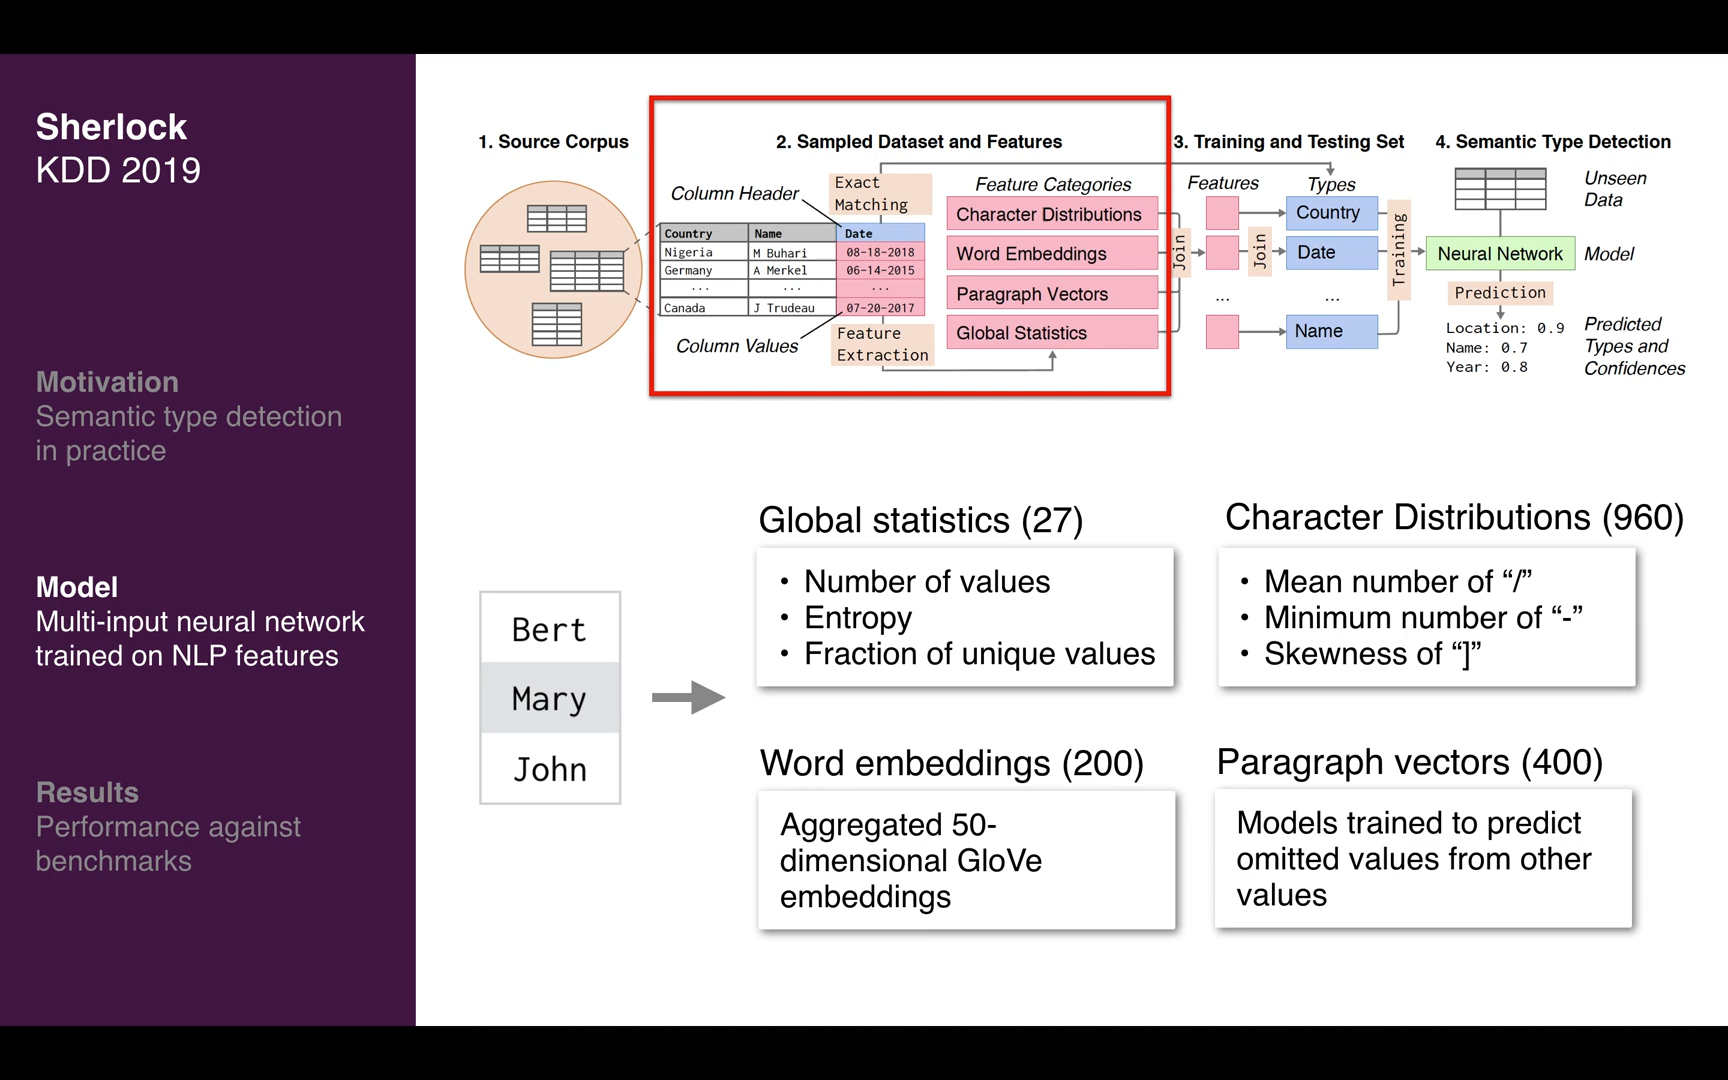 Sherlock
KDD 2019
Motivation
Semantic type detection
in practice
Model
Multi-input neural network
trained on NLP features
Results
Performance against
benchmarks
1. Source Corpus
2. Sampled Dataset and Features
Column Header
Exact
Matching
Country Name Date
Nigeria M Buhari 08-18-2018
Germany A Merkel 06-14-2015
... ... ...
Canada J Trudeau 07-20-2017
Column Values
Feature
Extraction
Feature Categories
Character Distributions
Word Embeddings
Paragraph Vectors
Global Statistics
Join
3. Training and Testing Set
Features Types
Join
Country
Date
... ...
Name
Training
4. Semantic Type Detection
Unseen
Data
Neural Network
Model
Prediction
Location: 0.9
Name: 0.7
Year: 0.8
Predicted
Types and
Confidences
Bert
Mary
John
Global statistics (27)
• Number of values
• Entropy
• Fraction of unique values
Character Distributions (960)
• Mean number of “/”
• Minimum number of “-”
• Skewness of “]”
Word embeddings (200)
Aggregated 50-
dimensional GloVe
embeddings
Paragraph vectors (400)
Models trained to predict
omitted values from other
values